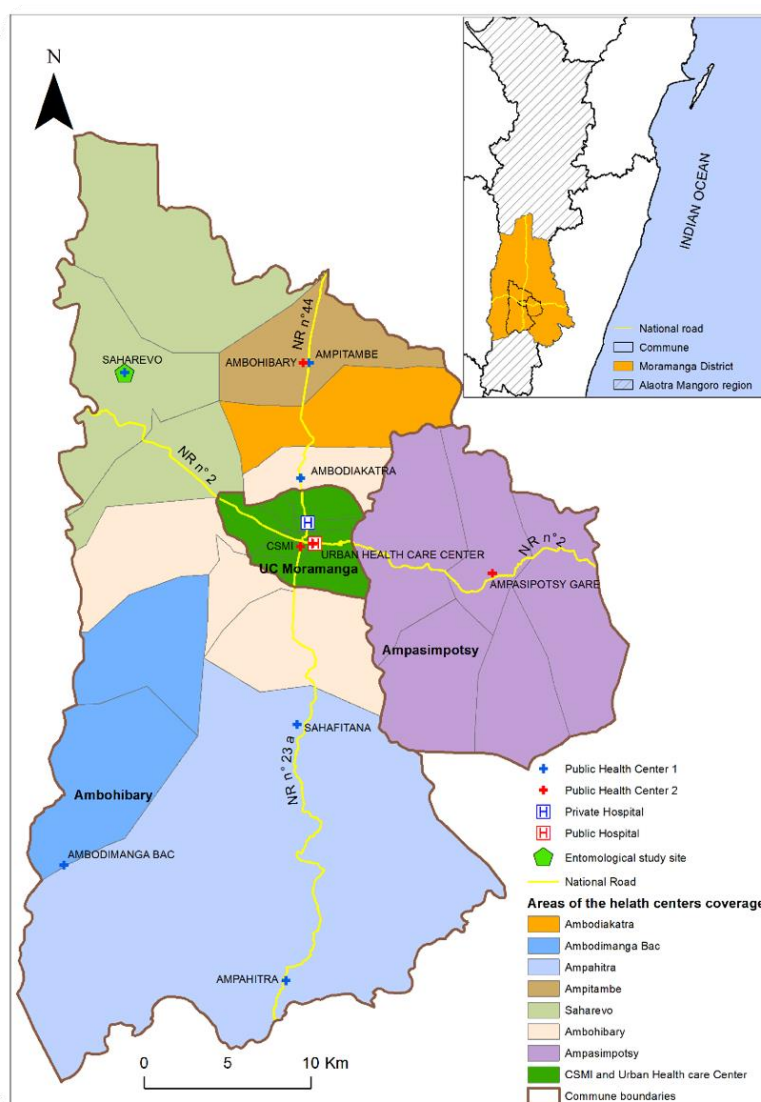 N
INDIAN OCEAN
National road
Commune
Moramanga District
Alaotra Mangoro region
NR n°44
SAHAREVO
AMBOHIBARY
AMPITAMBE
NR n° 2
AMBODIAKATRA
H
CSMI
H
URBAN HEALTH CARE CENTER
UC Moramanga
NR n°2
AMPASIPOTSY GARE
Ampasimpotsy
SAHAFITANA
NR n° 23 a
Ambohibary
AMBODIMANGA BAC
AMPAHITRA
0 5 10 Km
Public Health Center 1
Public Health Center 2
H Private Hospital
H Public Hospital
Entomological study site
National Road
Areas of the helath centers coverage
Ambodiakatra
Ambodimanga Bac
Ampahitra
Ampitambe
Saharevo
Ambohibary
Ampasimpotsy
CSMI and Urban Health care Center
Commune boundaries